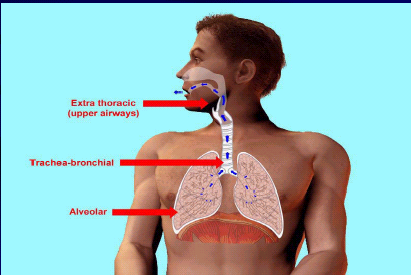 Extra thoracic
(upper airways)
Trachea-bronchial
Alveolar